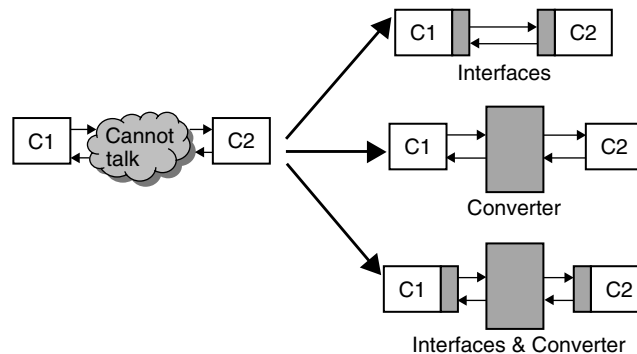 C1
Cannot
talk
C2
C1
C2
Interfaces
C1
C2
Converter
C1
C2
Interfaces & Converter